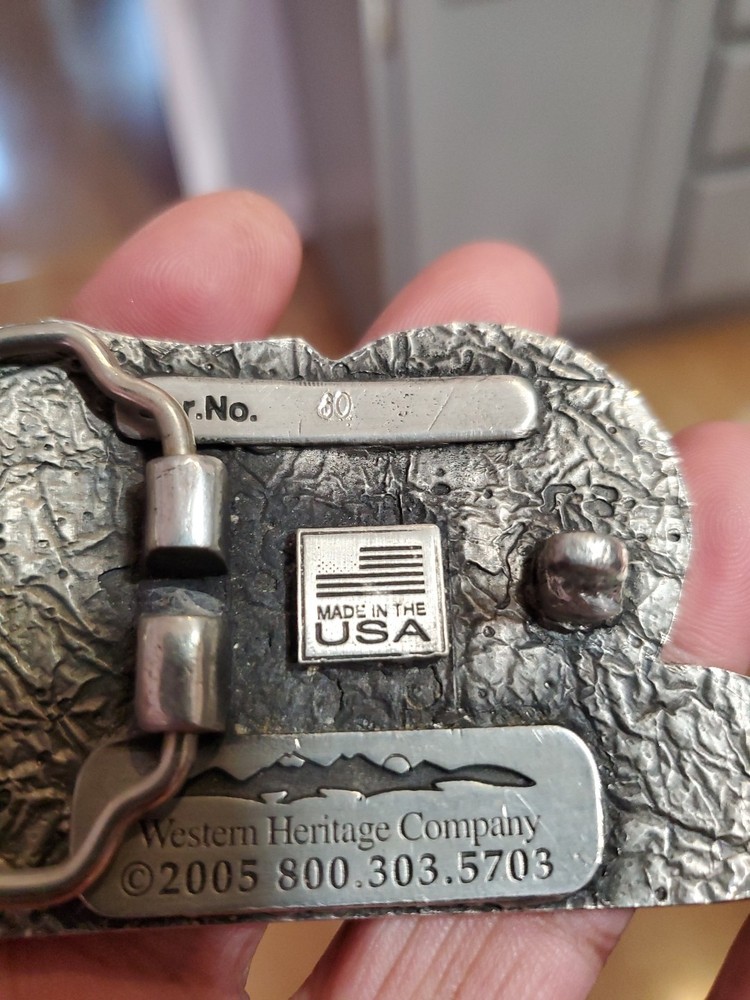 r.No. 60
MADE IN THE
USA
Western Heritage Company
©2005 800.303.5703